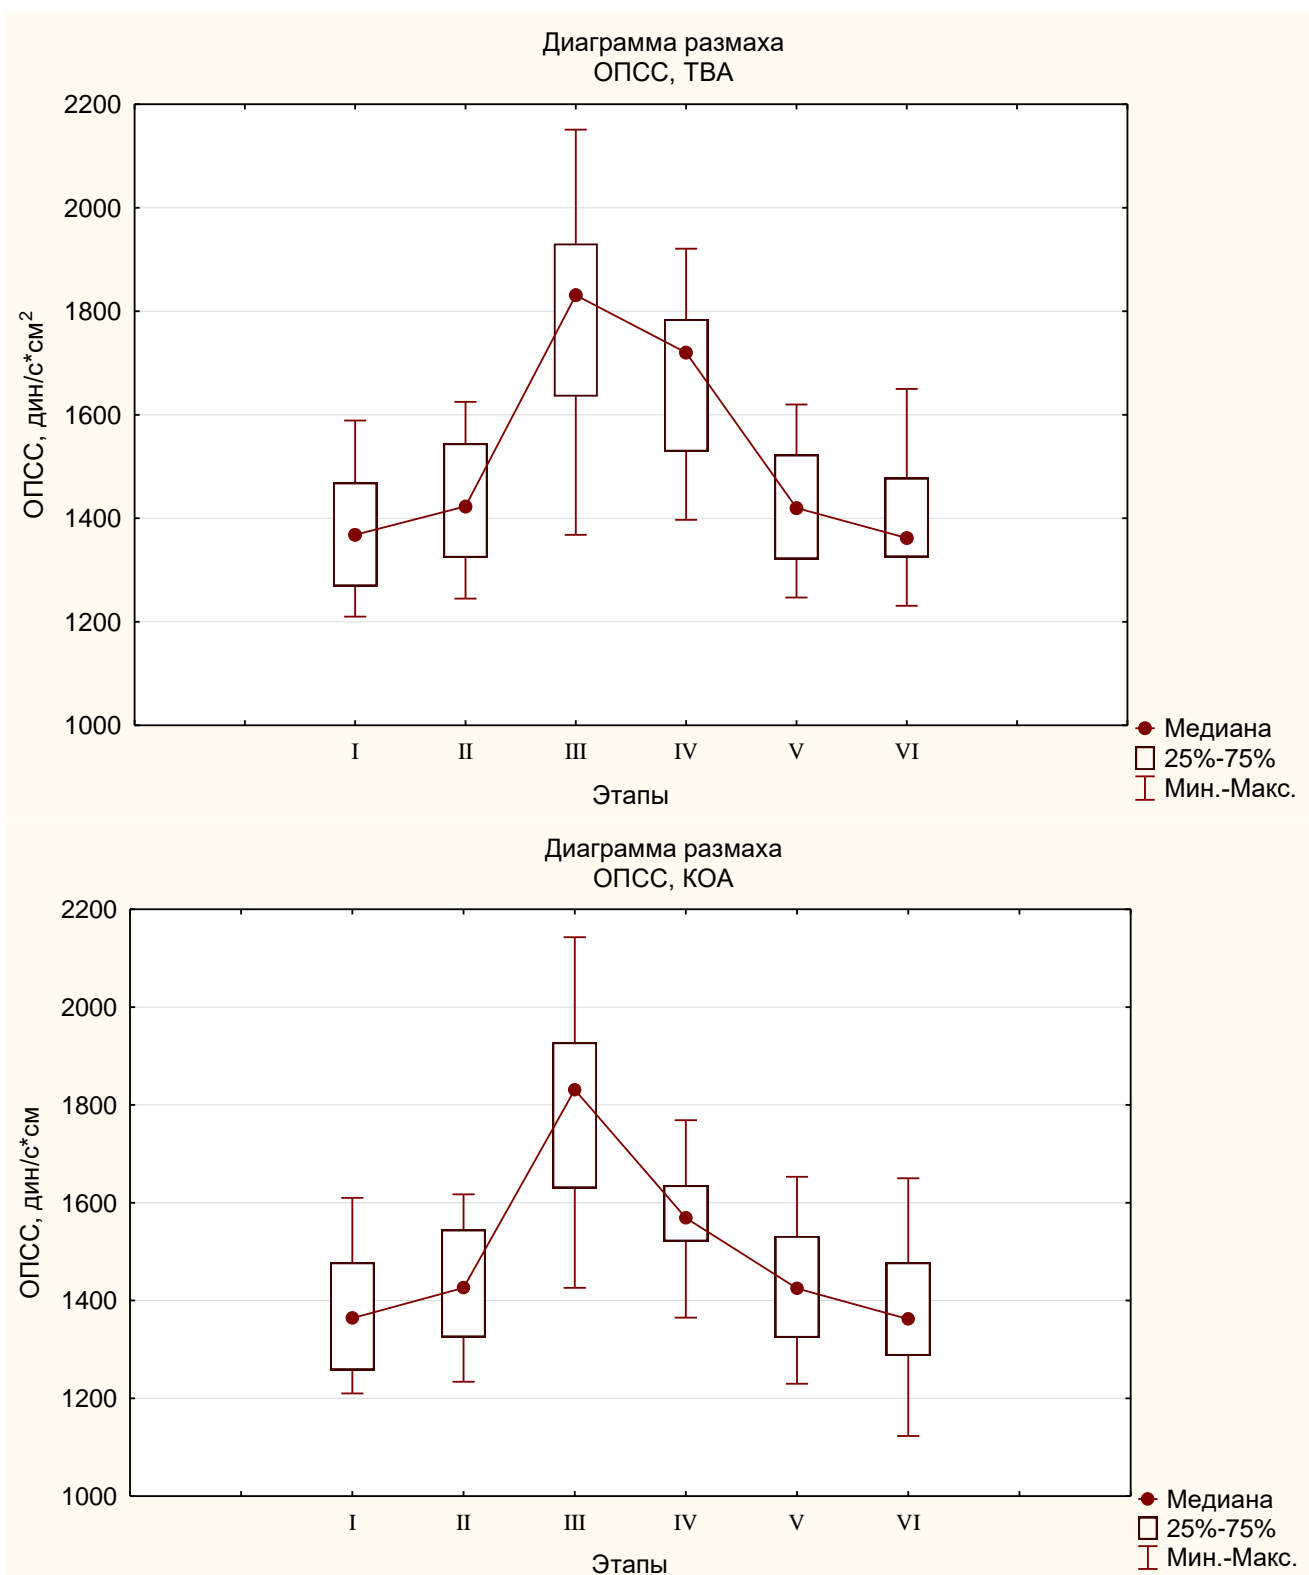 Диаграмма размаха
ОПСС, ТВА
ОПСС, дин/с*см²
2200
2000
1800
1600
1400
1200
1000
I II III IV V VI
Этапы
Медиана
25%-75%
Мин.-Макс.
Диаграмма размаха
ОПСС, КОА
ОПСС, дин/с*см
2200
2000
1800
1600
1400
1200
1000
I II III IV V VI
Этапы
Медиана
25%-75%
Мин.-Макс.